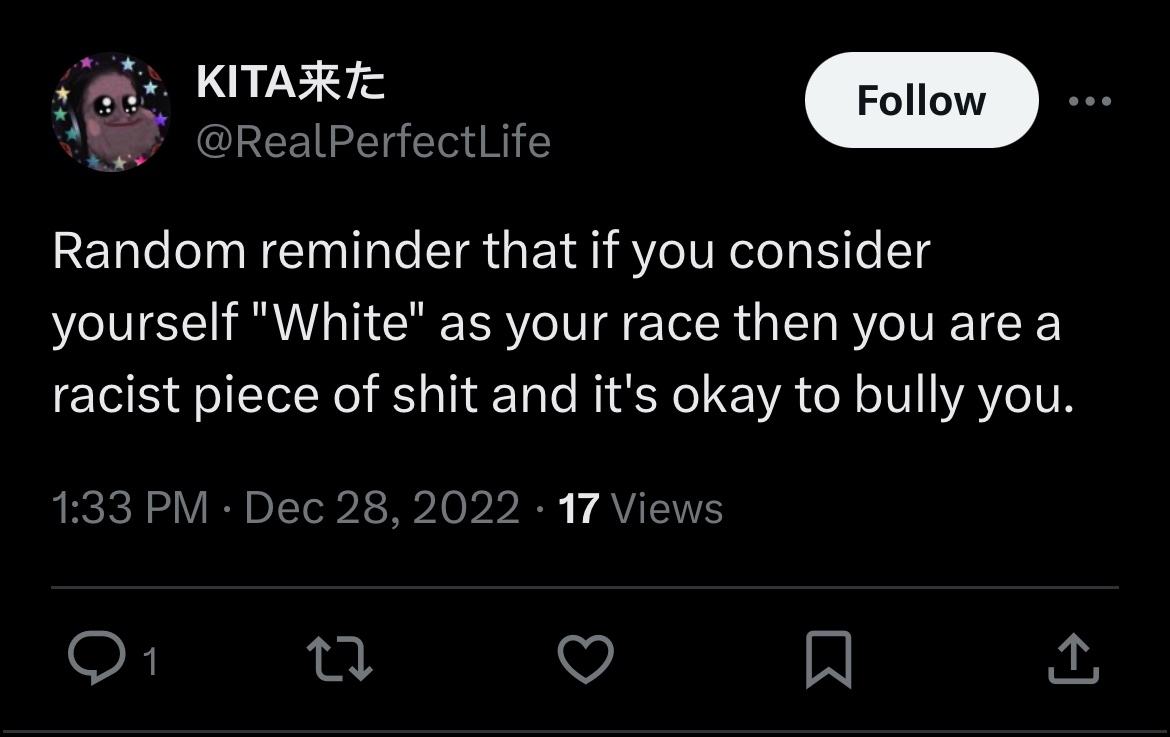 KITA来た
@RealPerfectLife
Follow
Random reminder that if you consider
yourself "White" as your race then you are a
racist piece of shit and it's okay to bully you.
1:33 PM · Dec 28, 2022 · 17 Views
1